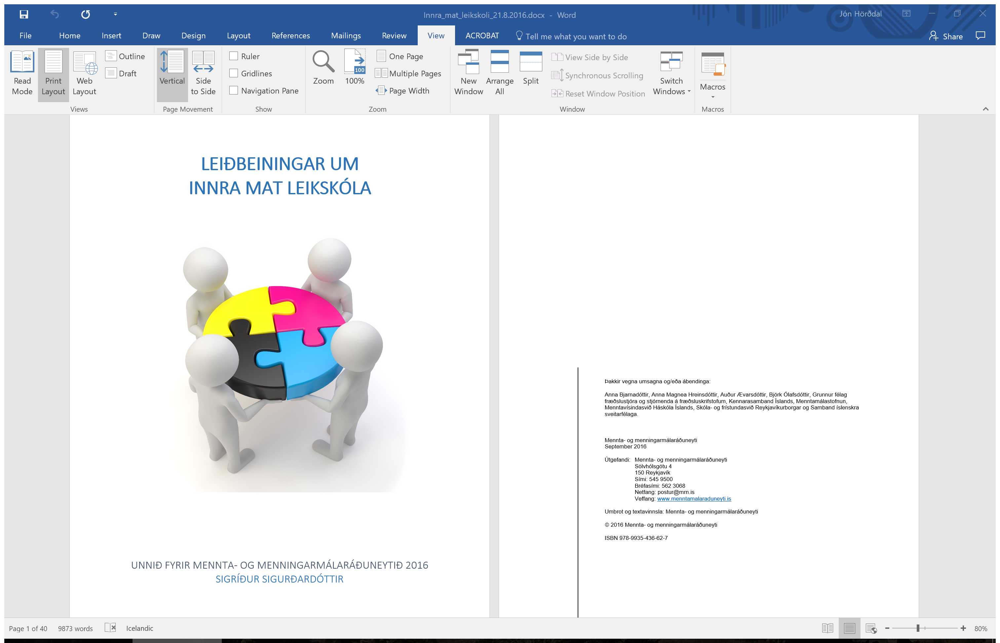 Innra_mat_leikskoli_21.8.2016.docx - Word
Jón Hörðdal
File Home Insert Draw Design Layout References Mailings Review View ACROBAT Tell me what you want to do Share
Read Mode
Print Layout
Web Layout
Outline
Draft
Views
Vertical
Side to Side
Page Movement
Ruler
Gridlines
Navigation Pane
Show
Zoom
100
100%
One Page
Multiple Pages
Page Width
Zoom
New Window
Arrange All
Split
View Side by Side
Synchronous Scrolling
Reset Window Position
Switch Windows
Window
Macros
Macros
LEIÐBEININGAR UM
INNRA MAT LEIKSKÓLA
UNNIÐ FYRIR MENNTA- OG MENNINGARMÁLARÁÐUNEYTIÐ 2016
SIGRÍÐUR SIGURÐARDÓTTIR
Þakkir vegna umsagna og/eða ábendinga:
Anna Bjarnadóttir, Anna Magnea Hreinsdóttir, Auður Ævarsdóttir, Björk Ólafsdóttir, Grunnur félag
fræðslustjóra og stjórnenda á fræðsluskrifstofum, Kennarasamband Íslands, Menntamálastofnun,
Menntavísindasvið Háskóla Íslands, Skóla- og frístundasvið Reykjavíkurborgar og Samband íslenskra
sveitarfélaga.
Mennta- og menningarmálaráðuneyti
September 2016
Útgefandi: Mennta- og menningarmálaráðuneyti
Sölvhólsgötu 4
150 Reykjavík
Sími: 545 9500
Bréfasími: 562 3068
Netfang: postur@mrn.is
Veffang: www.menntamalaraduneyti.is
Umbrot og textavinnsla: Mennta- og menningarmálaráðuneyti
© 2016 Mennta- og menningarmálaráðuneyti
ISBN 978-9935-436-62-7
Page 1 of 40 9873 words Icelandic 80%